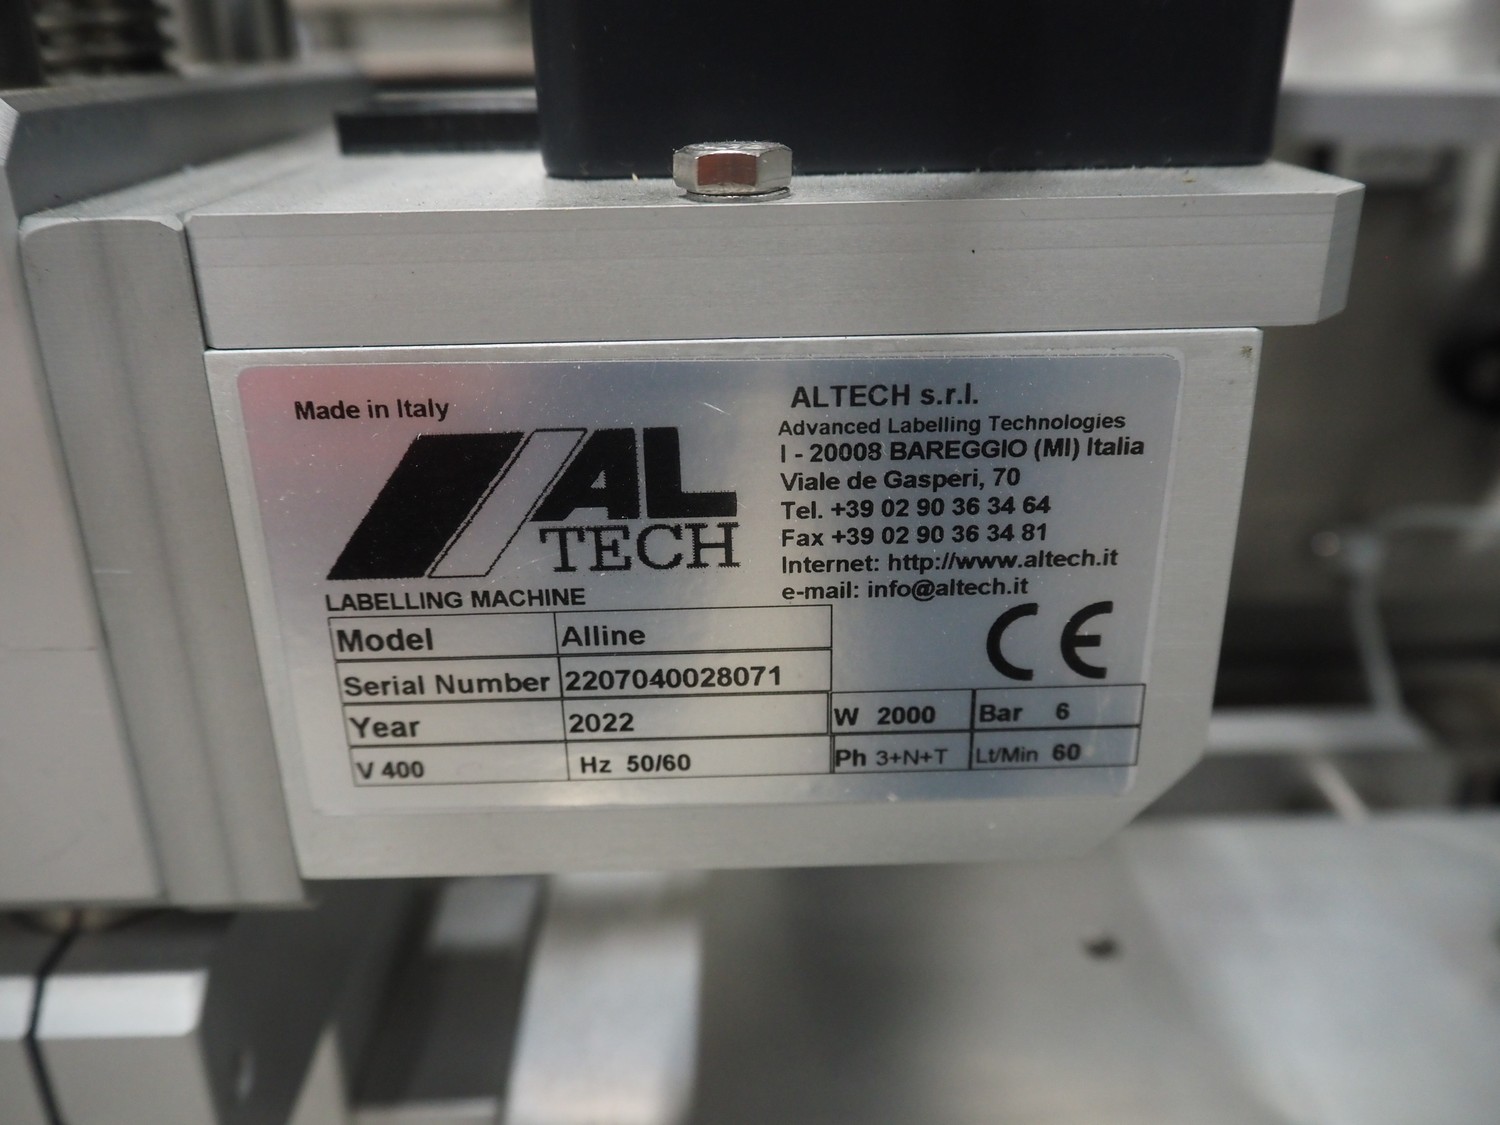 Made in Italy
AL
TECH
LABELLING MACHINE
ALTECH s.r.l.
Advanced Labelling Technologies
I - 20008 BAREGGIO (MI) Italia
Viale de Gasperi, 70
Tel. +39 02 90 36 34 64
Fax +39 02 90 36 34 81
Internet: http://www.altech.it
e-mail: info@altech.it
CE
Model Alline
Serial Number 2207040028071
Year 2022 W 2000 Bar 6
V 400 Hz 50/60 Ph 3+N+T Lt/Min 60